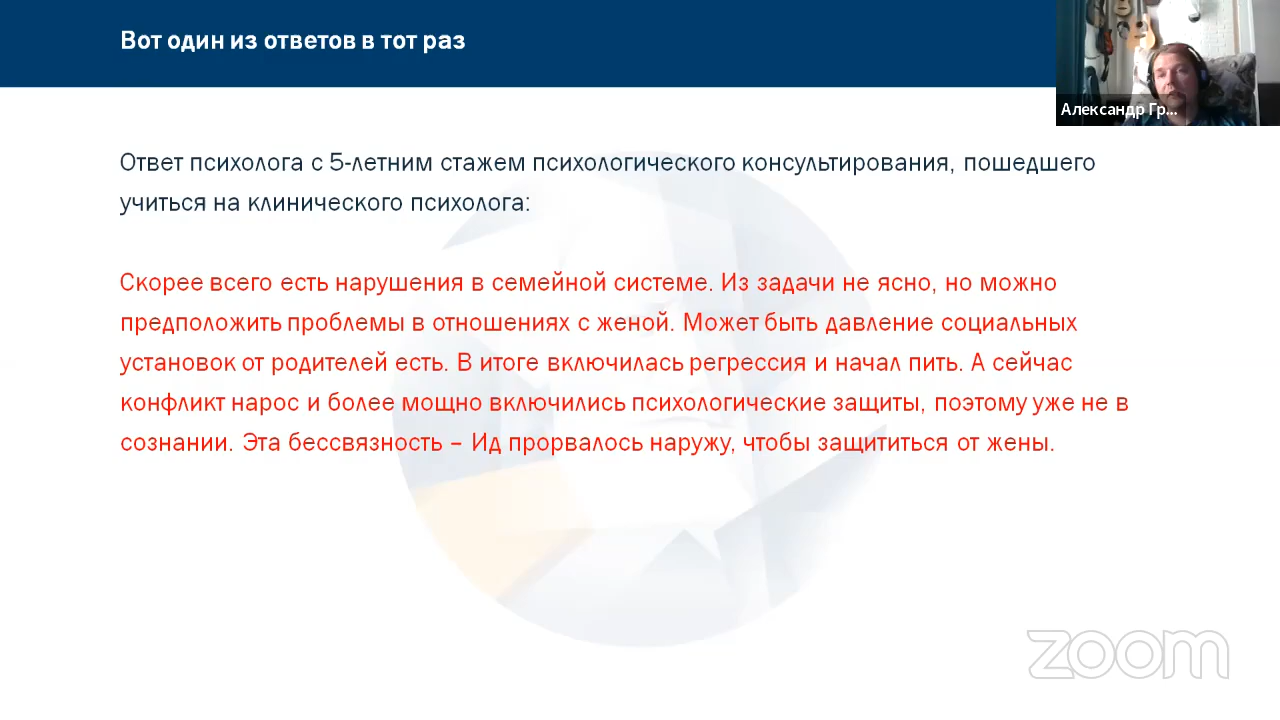 Вот один из ответов в тот раз
Александр Гр...
Ответ психолога с 5-летним стажем психологического консультирования, пошедшего
учиться на клинического психолога:
Скорее всего есть нарушения в семейной системе. Из задачи не ясно, но можно
предположить проблемы в отношениях с женой. Может быть давление социальных
установок от родителей есть. В итоге включилась регрессия и начал пить. А сейчас
конфликт нарос и более мощно включились психологические защиты, поэтому уже не в
сознании. Эта бессвязность – Ид прорвалось наружу, чтобы защититься от жены.
zoom